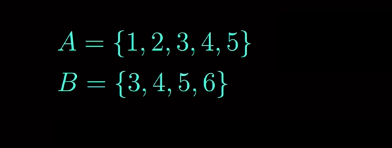 A = {1, 2, 3, 4, 5}
B = {3, 4, 5, 6}